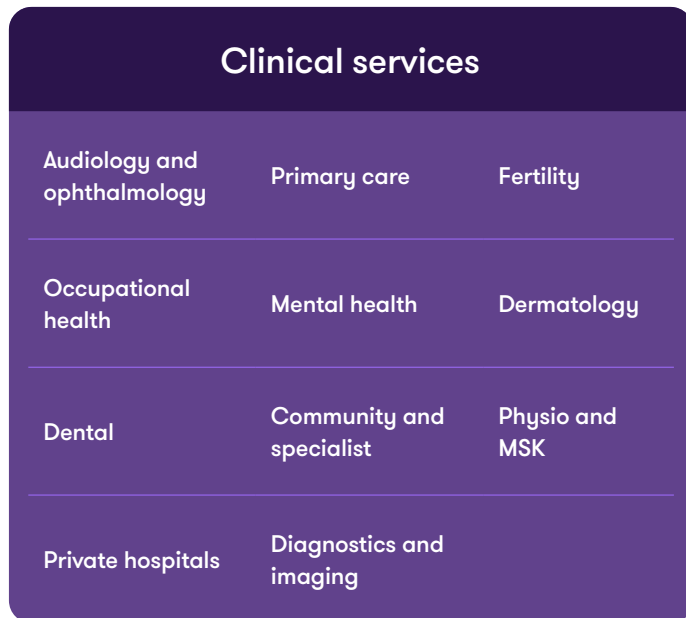 Clinical services
Audiology and
ophthalmology
Primary care
Fertility
Occupational
health
Mental health
Dermatology
Dental
Community and
specialist
Physio and
MSK
Private hospitals
Diagnostics and
imaging